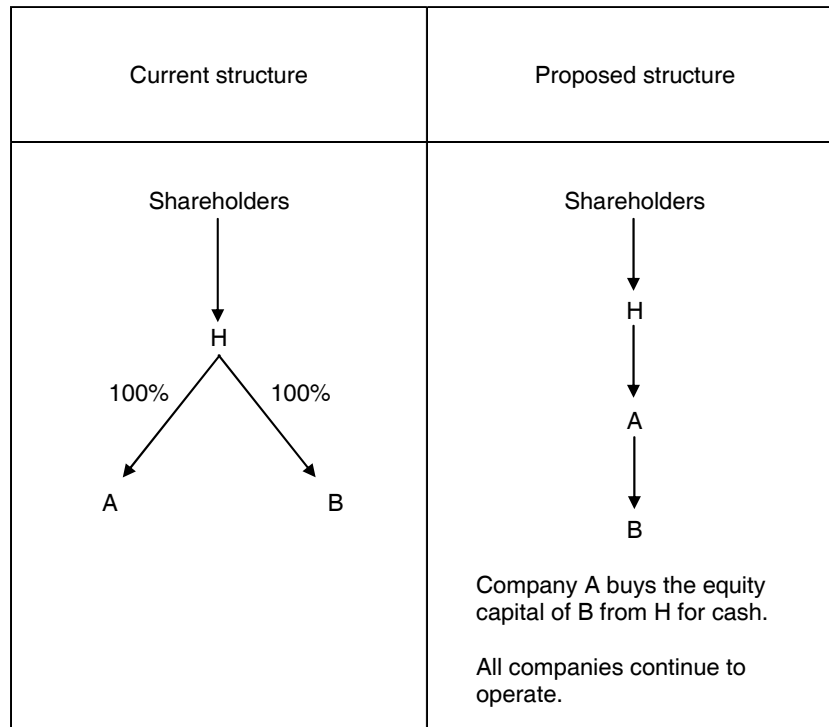 Current structure
Proposed structure
Shareholders
H
100%
100%
A
B
Shareholders
H
A
B
Company A buys the equity
capital of B from H for cash.
All companies continue to
operate.